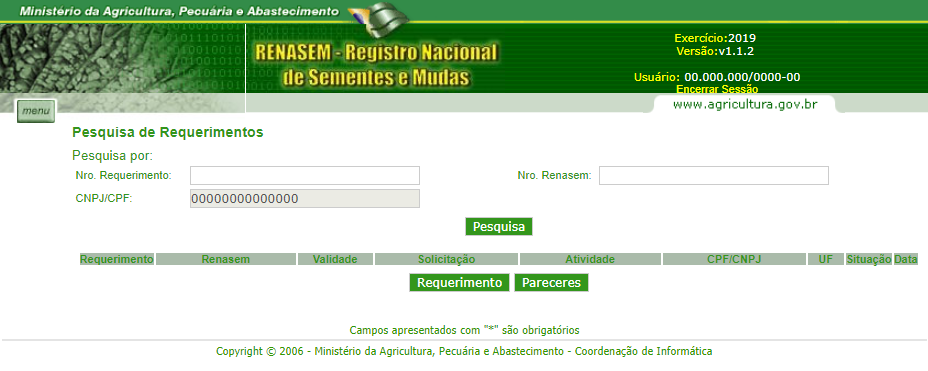 Ministério da Agricultura, Pecuária e Abastecimento
RENASEM - Registro Nacional
de Sementes e Mudas
Exercício:2019
Versão:v1.1.2
Usuário: 00.000.000/0000-00
Encerrar Sessão
menu
www.agricultura.gov.br
Pesquisa de Requerimentos
Pesquisa por:
Nro. Requerimento: Nro. Renasem:
CNPJ/CPF: 00000000000000
Pesquisa
Requerimento Renasem Validade Solicitação Atividade CPF/CNPJ UF Situação Data
Requerimento Pareceres
Campos apresentados com "*" são obrigatórios
Copyright © 2006 - Ministério da Agricultura, Pecuária e Abastecimento - Coordenação de Informática